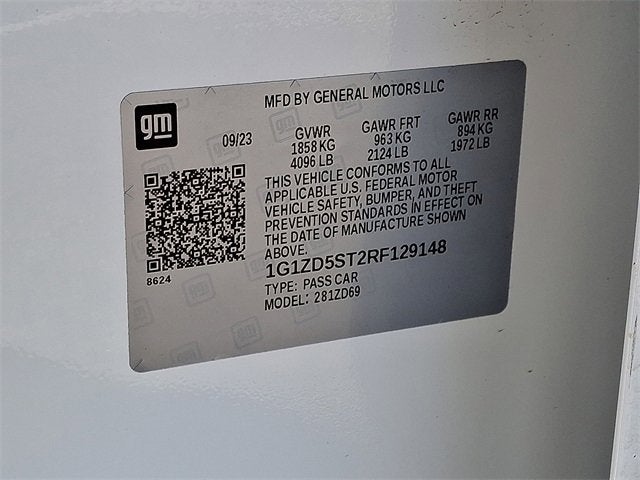 MFD BY GENERAL MOTORS LLC
gm
09/23
GVWR GAWR FRT GAWR RR
1858 KG 963 KG 894 KG
4096 LB 2124 LB 1972 LB
THIS VEHICLE CONFORMS TO ALL
APPLICABLE U.S. FEDERAL MOTOR
VEHICLE SAFETY, BUMPER, AND THEFT
PREVENTION STANDARDS IN EFFECT ON
THE DATE OF MANUFACTURE SHOWN
ABOVE.
1G1ZD5ST2RF129148
TYPE: PASS CAR
MODEL: 281ZD69
8624